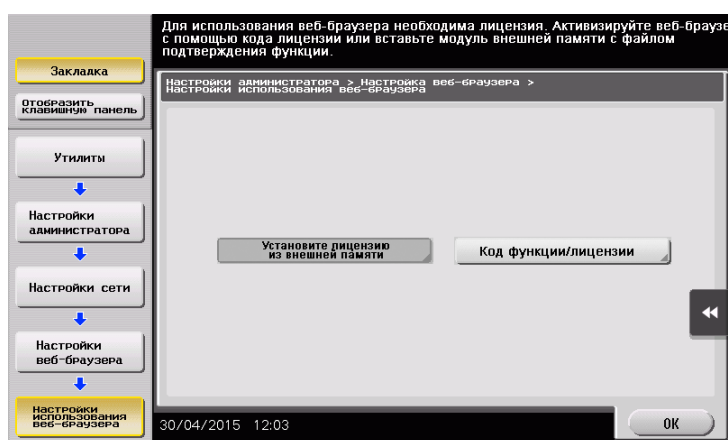 Для использования веб-браузера необходима лицензия. Активизируйте веб-браузе
с помощью кода лицензии или вставьте модуль внешней памяти с файлом
подтверждения функции.
Закладка
Отобразить
клавишную панель
Настройки администратора > Настройка веб-браузера >
Настройки использования веб-браузера
Утилиты
Настройки
администратора
Установите лицензию
из внешней памяти
Код функции/лицензии
Настройки сети
Настройки
веб-браузера
Настройки
использования
веб-браузера
30/04/2015 12:03
OK